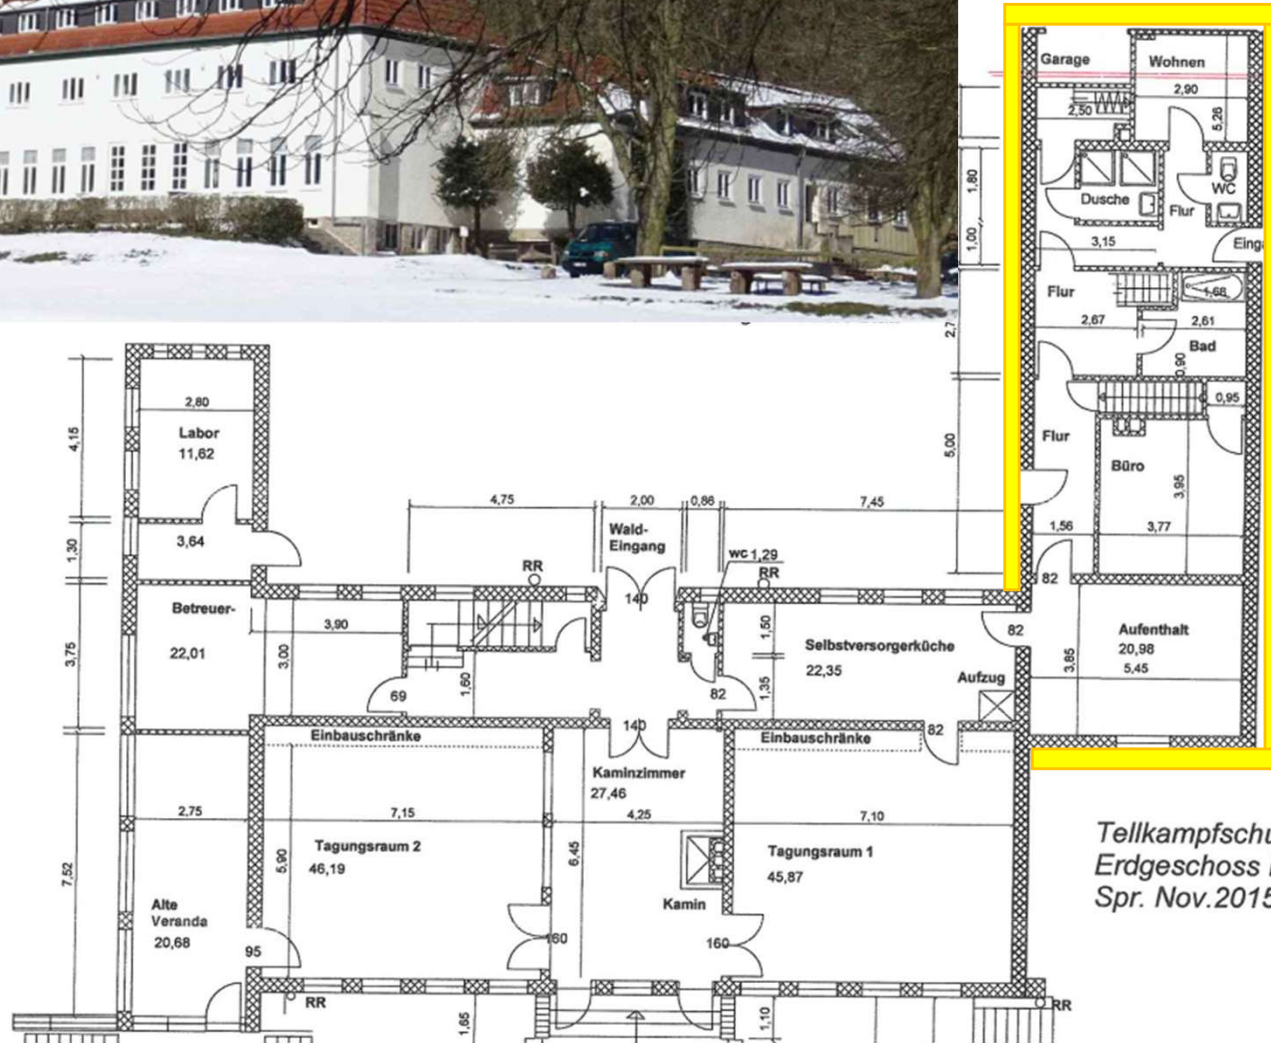 Garage
Wohnen
2,90
2,50
5,26
1,80
WC
Dusche
Flur
1,00
3,15
Eing
Flur
1,68
2,67
2,61
Bad
0,90
2,7
0,95
Flur
Büro
5,00
3,95
1,56
3,77
82
Aufenthalt
20,98
5,45
3,85
2,80
Labor
11,62
4,15
3,64
1,30
4,75
2,00
0,86
7,45
Wald-
Eingang
wc 1,29
RR
RR
140
Betreuer-
22,01
3,90
3,00
3,75
69
1,60
1,50
1,35
82
Selbstversorgerküche
22,35
Aufzug
82
140
82
Einbauschränke
Einbauschränke
Kaminzimmer
27,46
2,75
7,15
4,25
7,10
Tagungsraum 2
46,19
5,90
6,45
Tagungsraum 1
45,87
7,52
Kamin
Alte
Veranda
20,68
95
160
160
RR
RR
1,65
1,10
Tellkampfschu
Erdgeschoss
Spr. Nov.2015